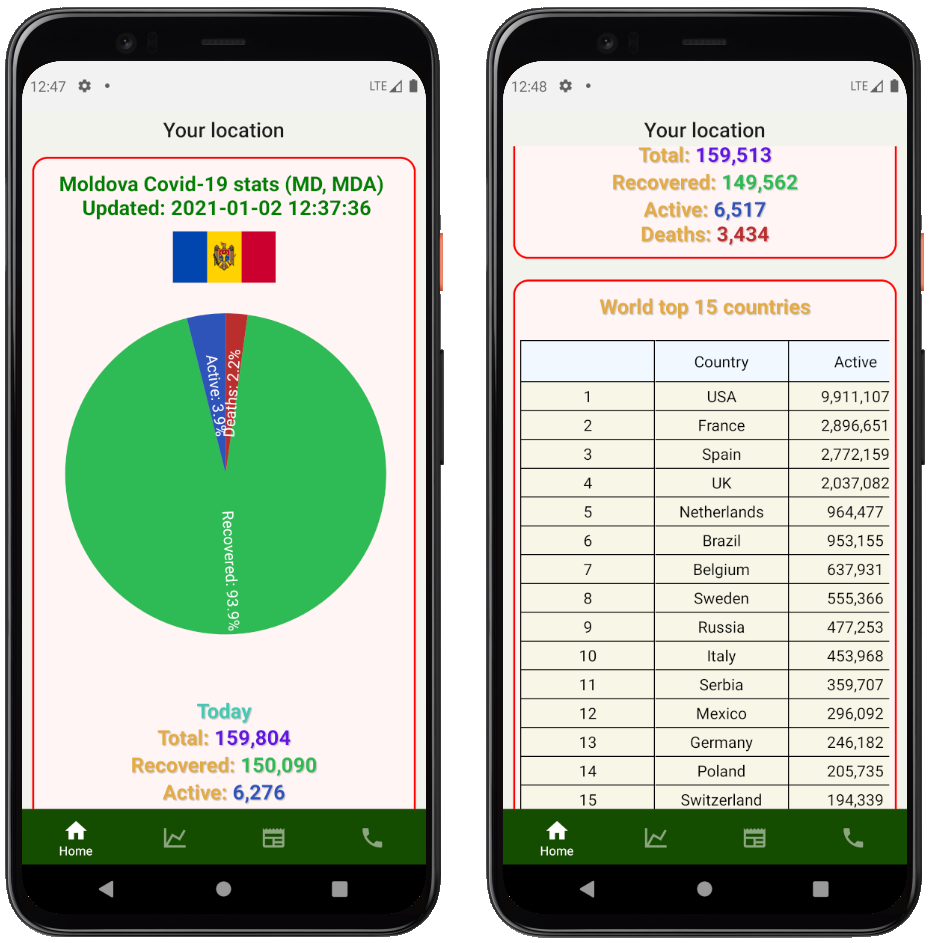 12:47
LTE
Your location
Moldova Covid-19 stats (MD, MDA)
Updated: 2021-01-02 12:37:36
Active: 3.9%
Deaths: 2.2%
Recovered: 93.9%
Today
Total: 159,804
Recovered: 150,090
Active: 6,276
Home
12:48
LTE
Your location
Total: 159,513
Recovered: 149,562
Active: 6,517
Deaths: 3,434
World top 15 countries
Country Active
1 USA 9,911,107
2 France 2,896,651
3 Spain 2,772,159
4 UK 2,037,082
5 Netherlands 964,477
6 Brazil 953,155
7 Belgium 637,931
8 Sweden 555,366
9 Russia 477,253
10 Italy 453,968
11 Serbia 359,707
12 Mexico 296,092
13 Germany 246,182
14 Poland 205,735
15 Switzerland 194,339
Home